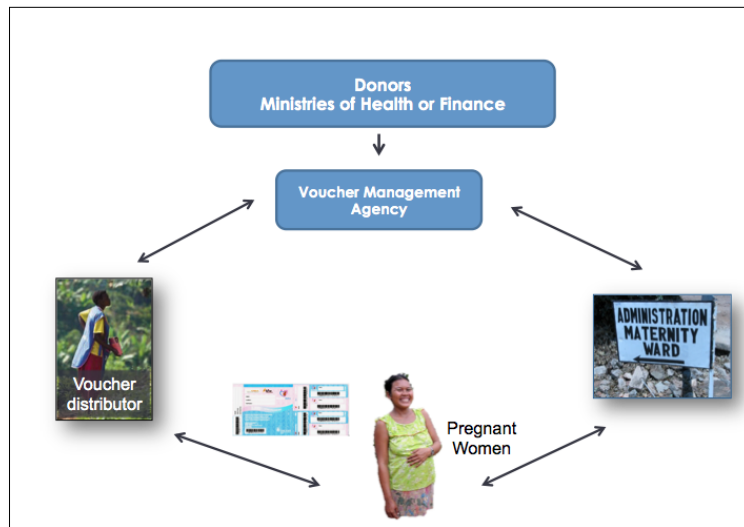 Donors
Ministries of Health or Finance
Voucher Management
Agency
ADMINISTRATION
MATERNITY
WARD
Voucher
distributor
Pregnant
Women